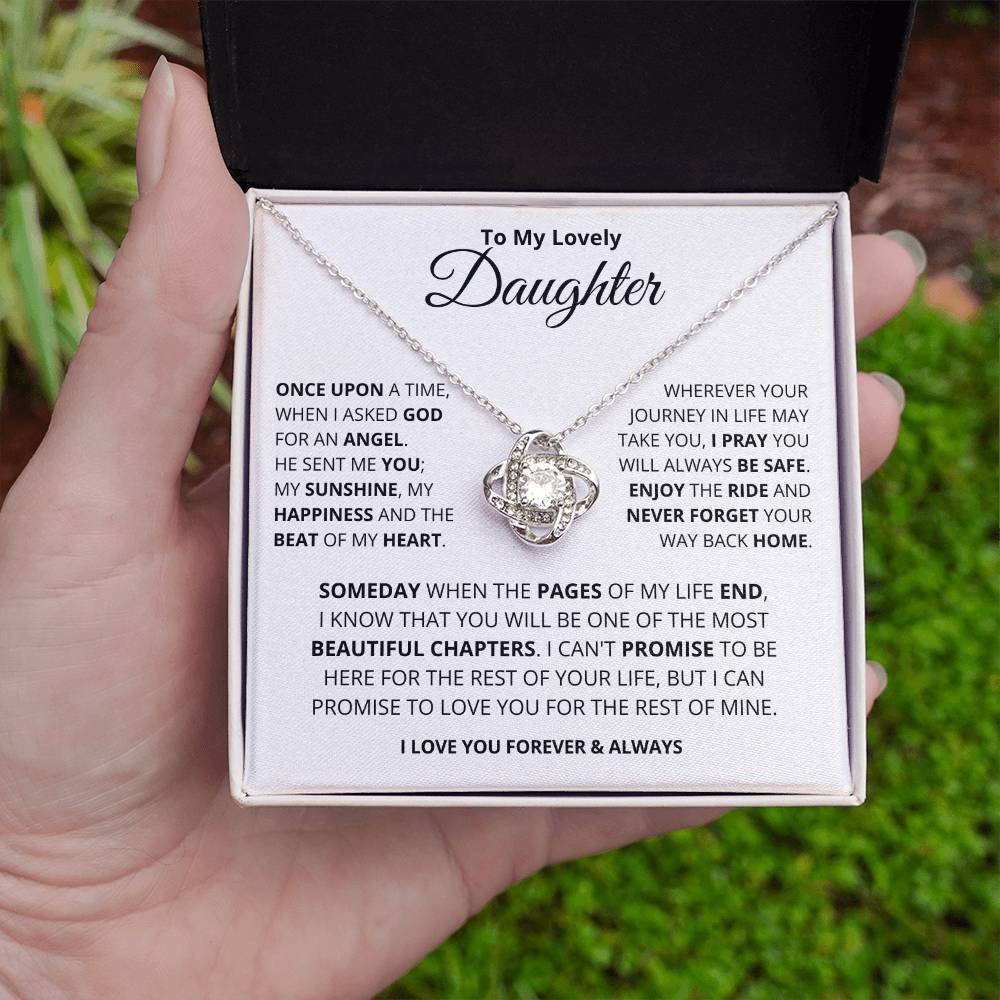 To My Lovely
Daughter
ONCE UPON A TIME,
WHEN I ASKED GOD
FOR AN ANGEL.
HE SENT ME YOU;
MY SUNSHINE, MY
HAPPINESS AND THE
BEAT OF MY HEART.
WHEREVER YOUR
JOURNEY IN LIFE MAY
TAKE YOU, I PRAY YOU
WILL ALWAYS BE SAFE.
ENJOY THE RIDE AND
NEVER FORGET YOUR
WAY BACK HOME.
SOMEDAY WHEN THE PAGES OF MY LIFE END,
I KNOW THAT YOU WILL BE ONE OF THE MOST
BEAUTIFUL CHAPTERS. I CAN'T PROMISE TO BE
HERE FOR THE REST OF YOUR LIFE, BUT I CAN
PROMISE TO LOVE YOU FOR THE REST OF MINE.
I LOVE YOU FOREVER & ALWAYS